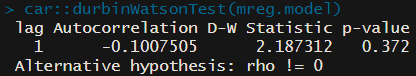 > car::durbinWatsonTest(mreg.model)
lag Autocorrelation D-W Statistic p-value
1 -0.1007505 2.187312 0.372
Alternative hypothesis: rho != 0